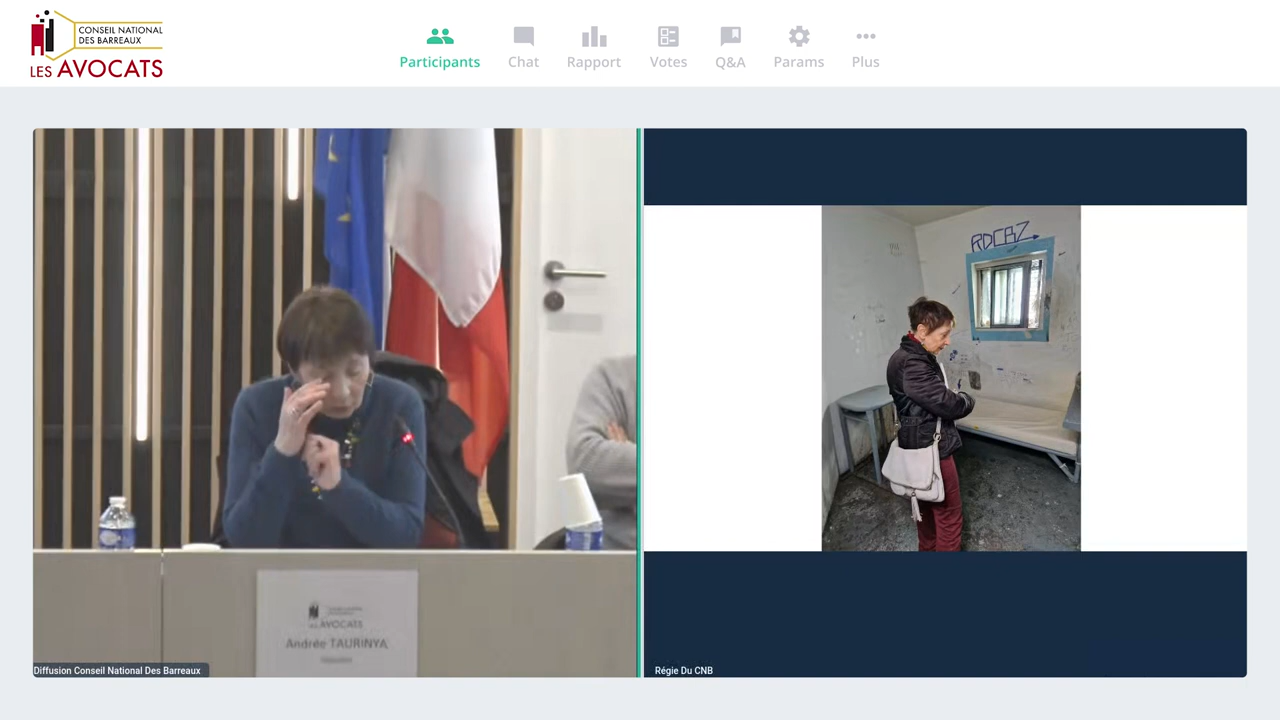 CONSEIL NATIONAL
DES BARREAUX
LES AVOCATS
Participants
Chat
Rapport
Votes
Q&A
Params
Plus
RDCBZ
LES AVOCATS
Andrée TAURINYA
Diffusion Conseil National Des Barreaux
Régie Du CNB